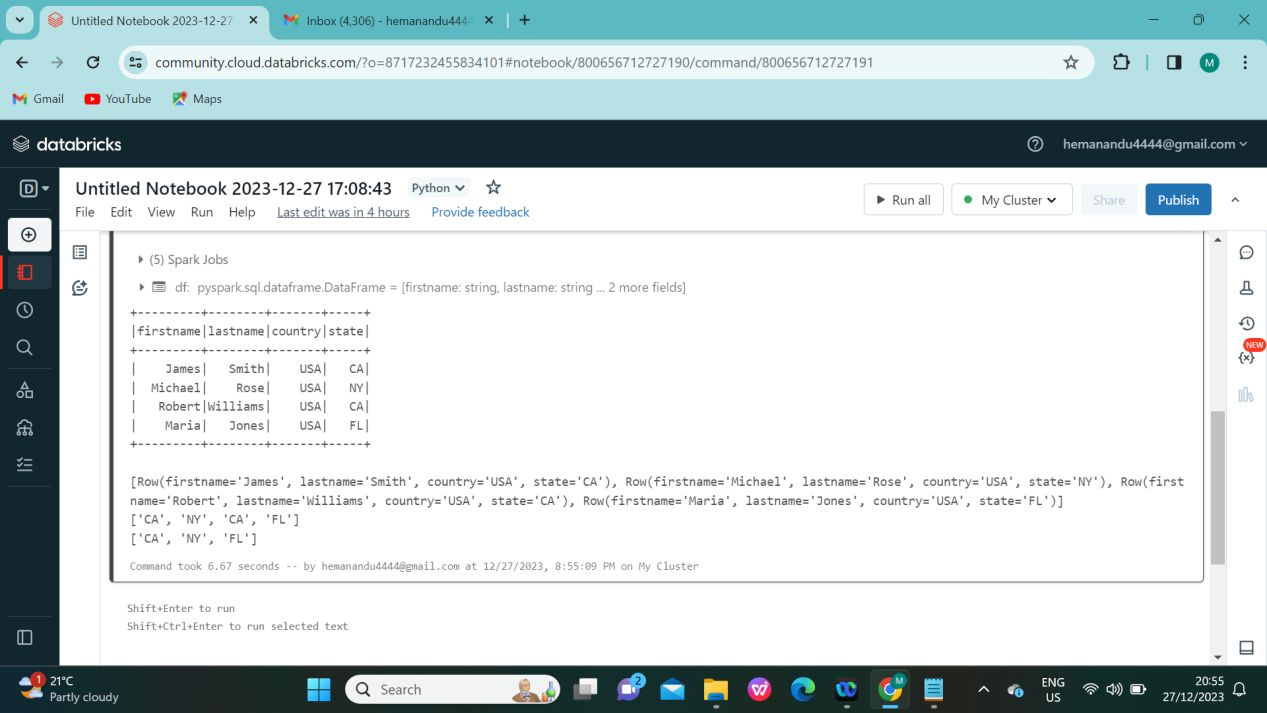 Untitled Notebook 2023-12-27
Inbox (4,306) - hemanandu4444
community.cloud.databricks.com/?o=8717232455834101#notebook/800656712727190/command/800656712727191
M
Gmail YouTube Maps
databricks
hemanandu4444@gmail.com
D
Untitled Notebook 2023-12-27 17:08:43 Python
File Edit View Run Help Last edit was in 4 hours Provide feedback
Run all My Cluster Share Publish
(5) Spark Jobs
df: pyspark.sql.dataframe.DataFrame = [firstname: string, lastname: string ... 2 more fields]
+---------+--------+-------+-----+
|firstname|lastname|country|state|
+---------+--------+-------+-----+
|    James|   Smith|    USA|   CA|
|  Michael|    Rose|    USA|   NY|
|   Robert|Williams|    USA|   CA|
|    Maria|   Jones|    USA|   FL|
+---------+--------+-------+-----+
[Row(firstname='James', lastname='Smith', country='USA', state='CA'), Row(firstname='Michael', lastname='Rose', country='USA', state='NY'), Row(first
name='Robert', lastname='Williams', country='USA', state='CA'), Row(firstname='Maria', lastname='Jones', country='USA', state='FL')]
['CA', 'NY', 'CA', 'FL']
['CA', 'NY', 'FL']
Command took 6.67 seconds -- by hemanandu4444@gmail.com at 12/27/2023, 8:55:09 PM on My Cluster
Shift+Enter to run
Shift+Ctrl+Enter to run selected text
NEW
1
21°C
Partly cloudy
Search
2
M
ENG
US
20:55
27/12/2023